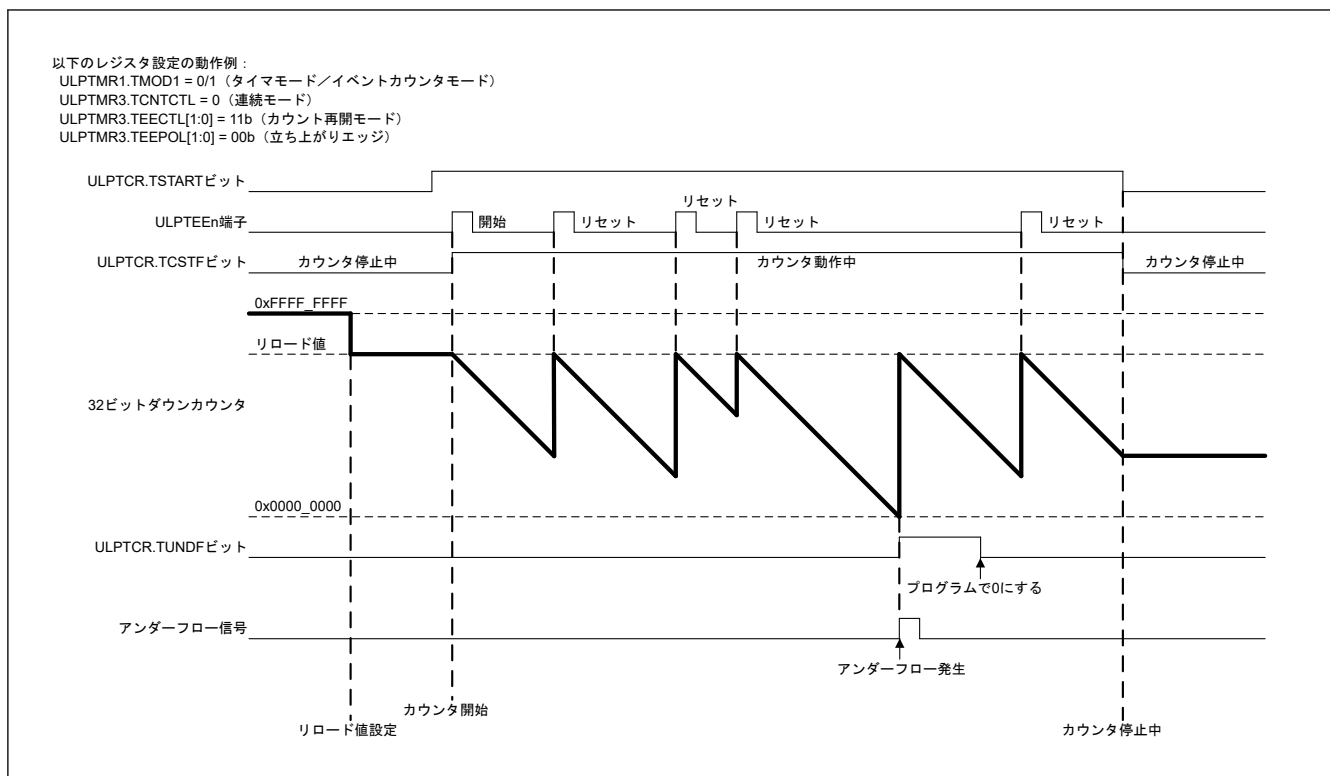 以下のレジスタ設定の動作例：
ULPTMR1.TMOD1 = 0/1（タイマモード／イベントカウンタモード）
ULPTMR3.TCNTCTL = 0（連続モード）
ULPTMR3.TEECTL[1:0] = 11b（カウント再開モード）
ULPTMR3.TEEPOL[1:0] = 00b（立ち上がりエッジ）
ULPTCR.TSTARTビット
リセット
ULPTEEn端子 開始 リセット リセット リセット
ULPTCR.TCSTFビット カウンタ停止中 カウンタ動作中 カウンタ停止中
0xFFFF_FFFF
リロード値
32ビットダウンカウンタ
0x0000_0000
ULPTCR.TUNDFビット
プログラムで0にする
アンダーフロー信号
アンダーフロー発生
カウンタ開始
リロード値設定 カウンタ停止中